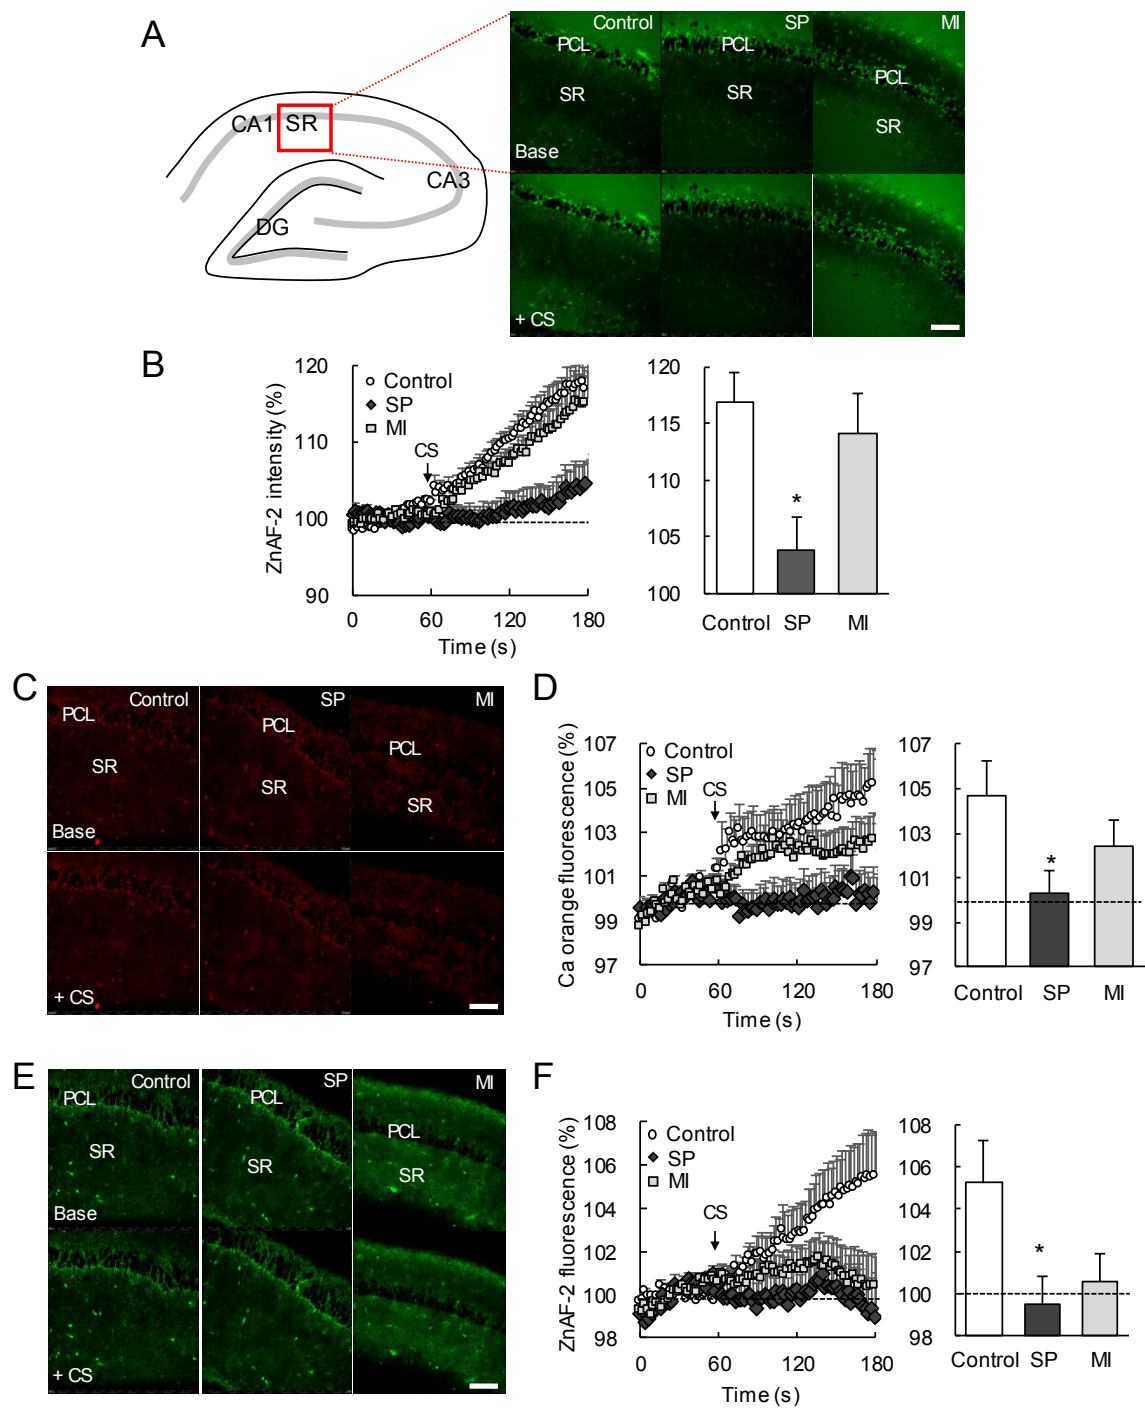 A
CA1 SR
CA3
DG
Control SP MI
PCL PCL
PCL
SR SR
SR
Base
+ CS
B
ZnAF-2 intensity (%)
120
110
100
90
Control
SP
MI
CS
0 60 120 180
Time (s)
120
115
110
105
100
*
Control SP MI
C
Control SP MI
PCL PCL PCL
SR SR SR
Base
+ CS
D
Ca orange fluorescence (%)
107
105
103
101
99
97
Control
SP
MI
CS
0 60 120 180
Time (s)
107
105
103
101
99
97
*
Control SP MI
E
Control SP MI
PCL PCL PCL
SR SR SR
Base
+ CS
F
ZnAF-2 fluorescence (%)
108
106
104
102
100
98
Control
SP
MI
CS
0 60 120 180
Time (s)
108
106
104
102
100
98
*
Control SP MI